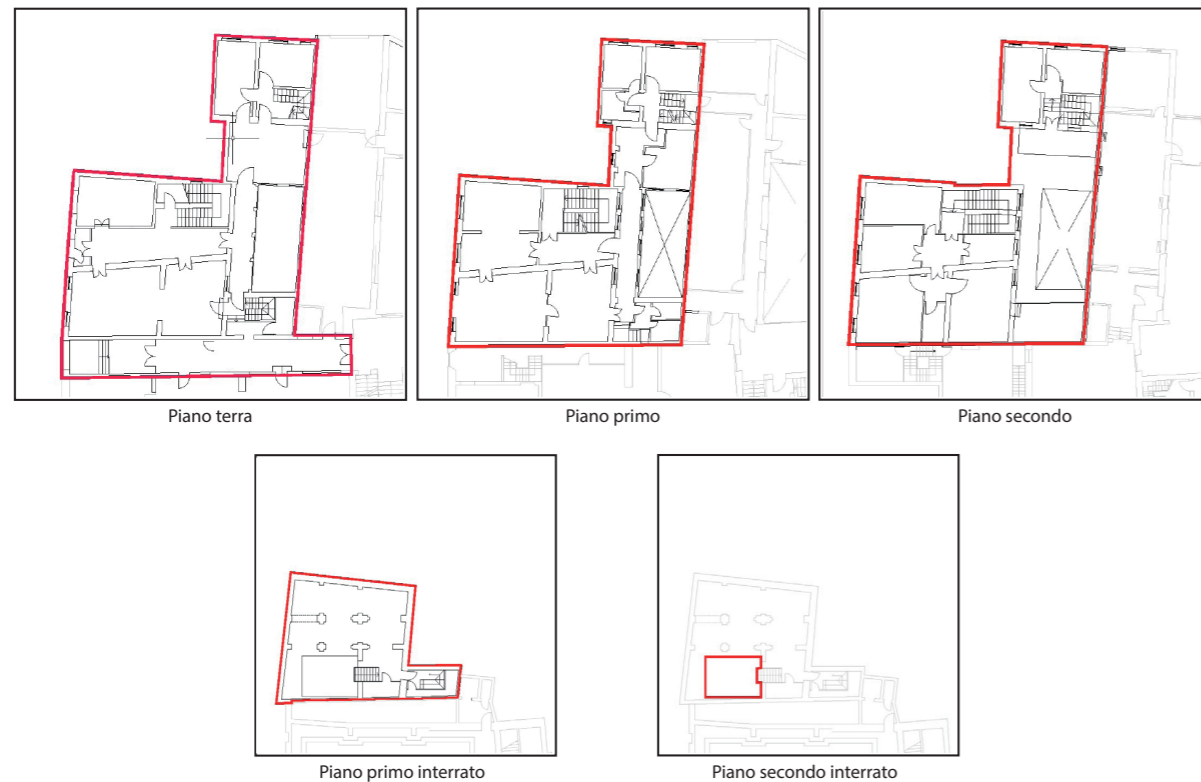 Piano terra
Piano primo
Piano secondo
Piano primo interrato
Piano secondo interrato